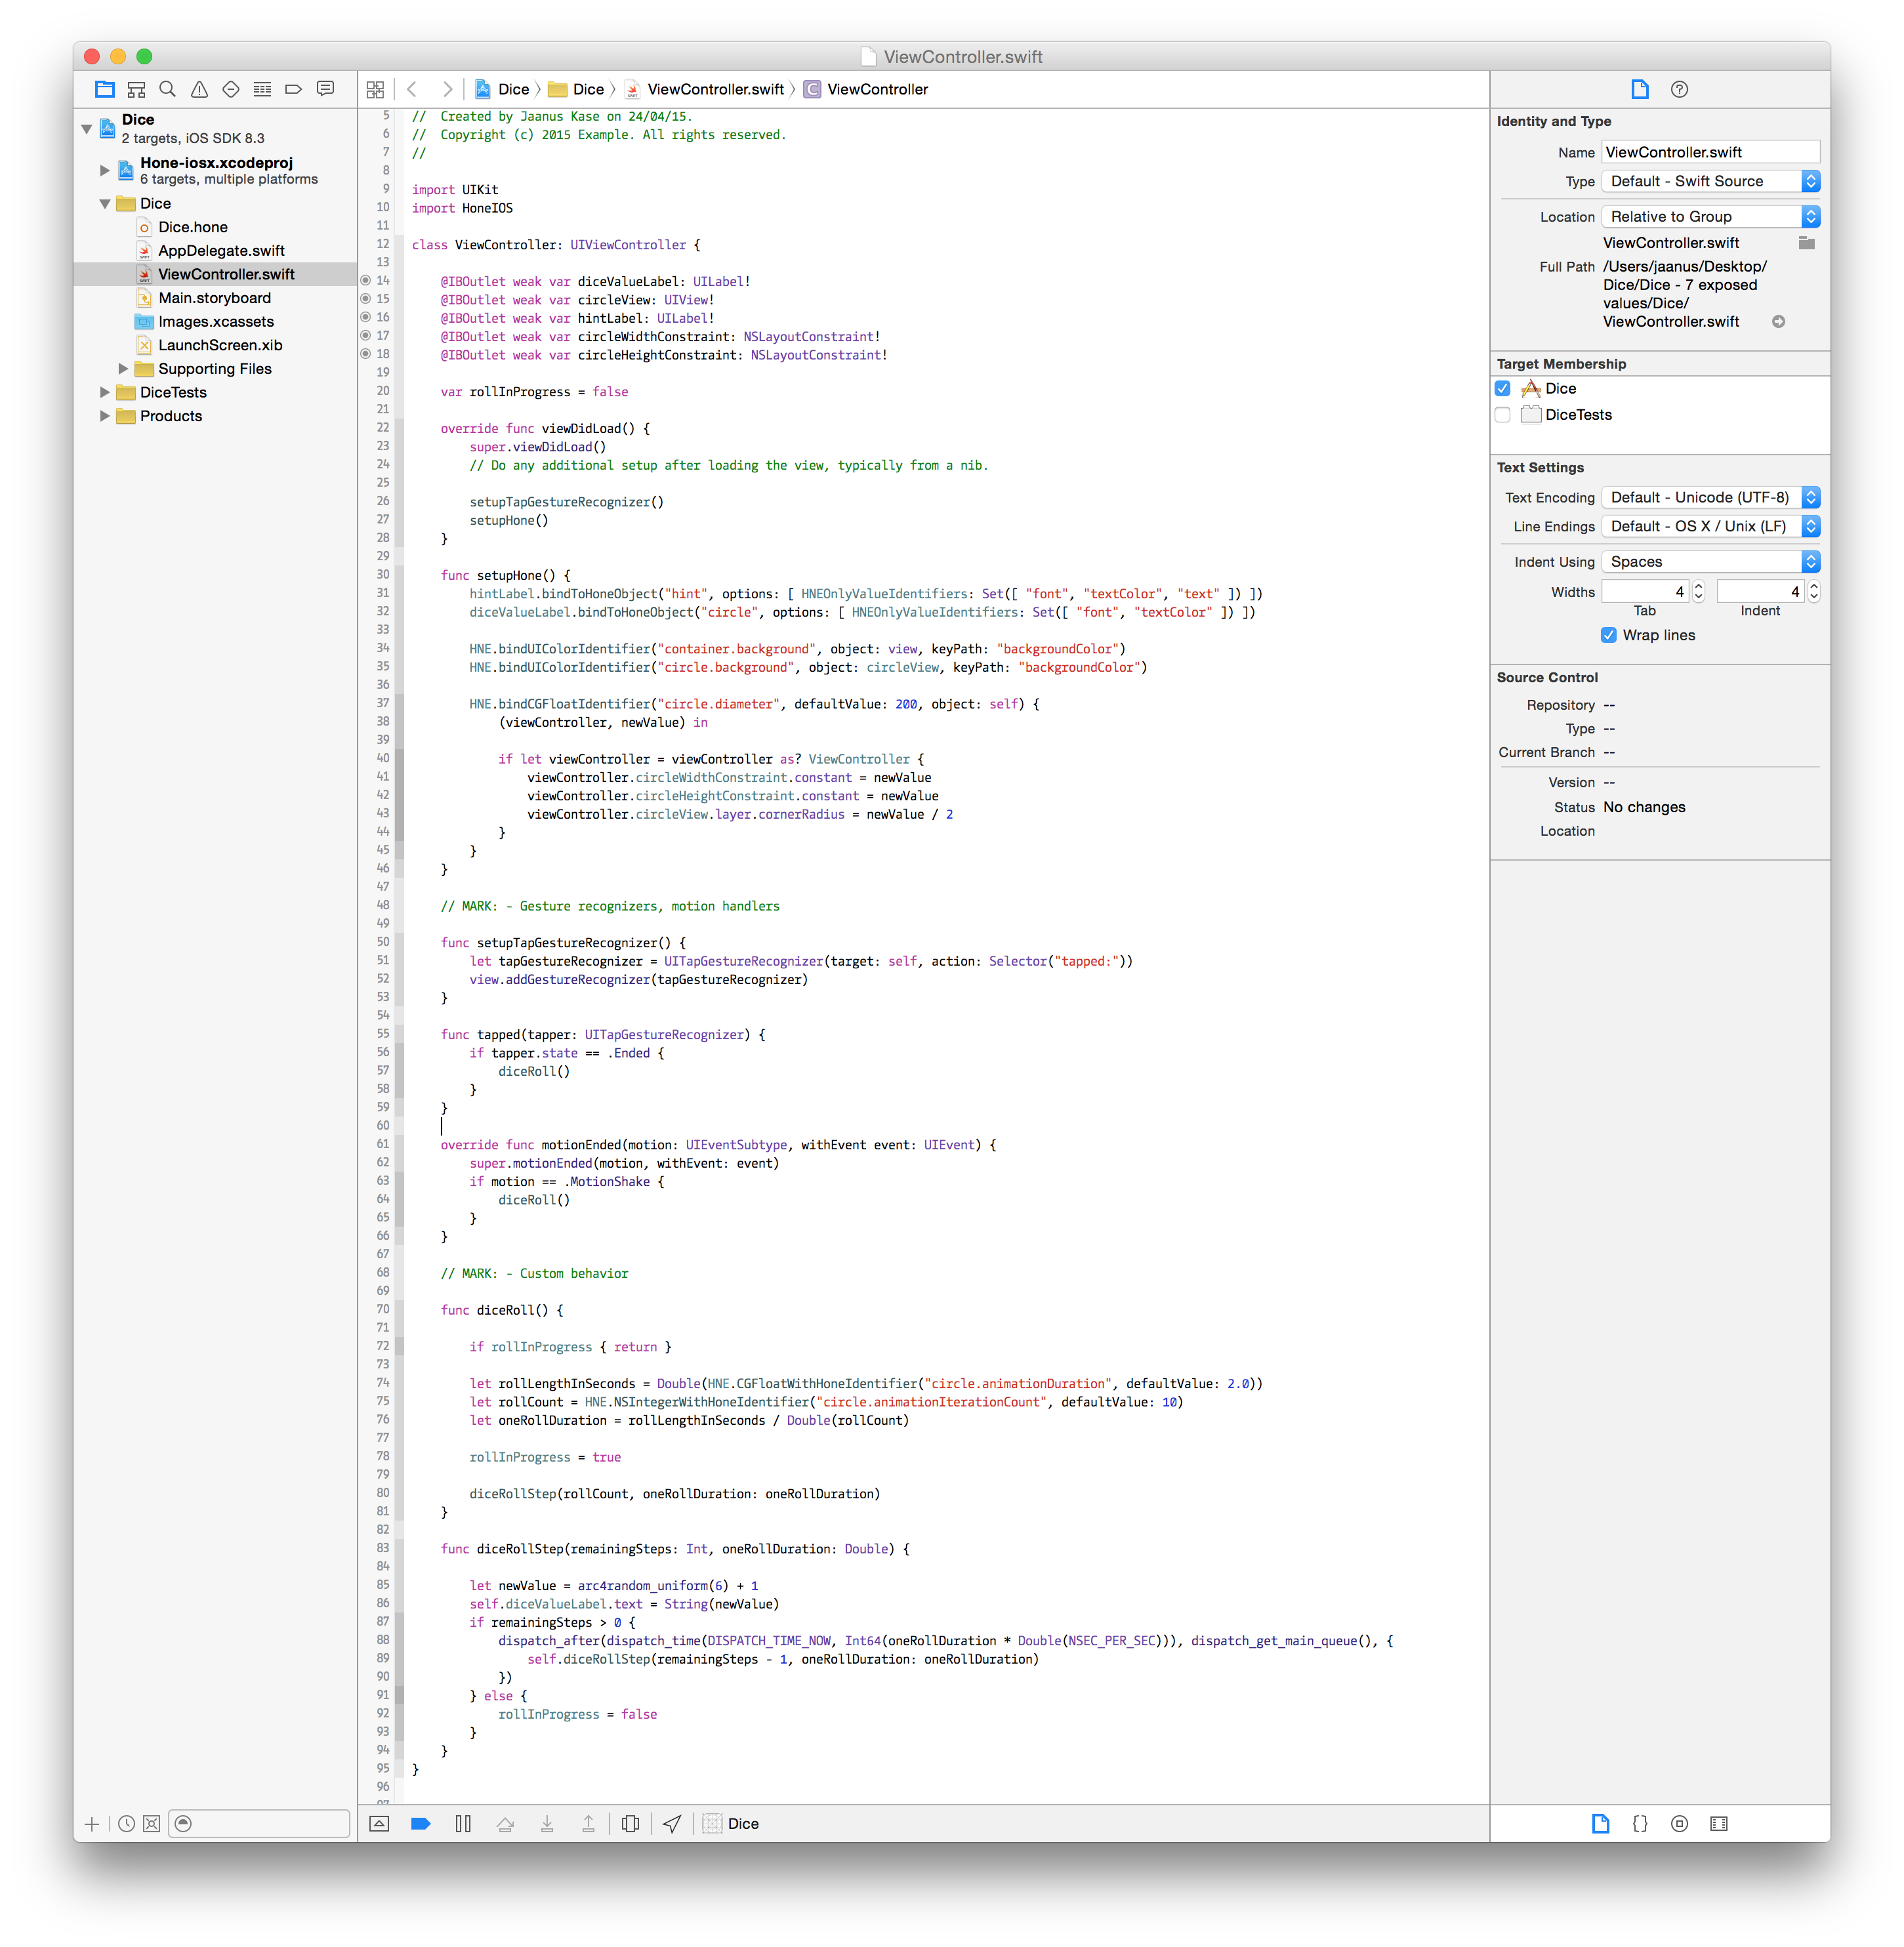 ViewController.swift
Dice 〉 Dice 〉 ViewController.swift 〉 C ViewController
Dice
2 targets, iOS SDK 8.3
Hone-iosx.xcodeproj
6 targets, multiple platforms
Dice
Dice.hone
AppDelegate.swift
ViewController.swift
Main.storyboard
Images.xcassets
LaunchScreen.xib
Supporting Files
DiceTests
Products
5 //  Created by Jaanus Kase on 24/04/15.
6 //  Copyright (c) 2015 Example. All rights reserved.
7 //
8
9 import UIKit
10 import HoneIOS
11
12 class ViewController: UIViewController {
13
14     @IBOutlet weak var diceValueLabel: UILabel!
15     @IBOutlet weak var circleView: UIView!
16     @IBOutlet weak var hintLabel: UILabel!
17     @IBOutlet weak var circleWidthConstraint: NSLayoutConstraint!
18     @IBOutlet weak var circleHeightConstraint: NSLayoutConstraint!
19
20     var rollInProgress = false
21
22     override func viewDidLoad() {
23         super.viewDidLoad()
24         // Do any additional setup after loading the view, typically from a nib.
25
26         setupTapGestureRecognizer()
27         setupHone()
28     }
29
30     func setupHone() {
31         hintLabel.bindToHoneObject("hint", options: [ HNEOnlyValueIdentifiers: Set([ "font", "textColor", "text" ]) ])
32         diceValueLabel.bindToHoneObject("circle", options: [ HNEOnlyValueIdentifiers: Set([ "font", "textColor" ]) ])
33
34         HNE.bindUIColorIdentifier("container.background", object: view, keyPath: "backgroundColor")
35         HNE.bindUIColorIdentifier("circle.background", object: circleView, keyPath: "backgroundColor")
36
37         HNE.bindCGFloatIdentifier("circle.diameter", defaultValue: 200, object: self) {
38             (viewController, newValue) in
39
40             if let viewController = viewController as? ViewController {
41                 viewController.circleWidthConstraint.constant = newValue
42                 viewController.circleHeightConstraint.constant = newValue
43                 viewController.circleView.layer.cornerRadius = newValue / 2
44             }
45         }
46     }
47
48     // MARK: - Gesture recognizers, motion handlers
49
50     func setupTapGestureRecognizer() {
51         let tapGestureRecognizer = UITapGestureRecognizer(target: self, action: Selector("tapped:"))
52         view.addGestureRecognizer(tapGestureRecognizer)
53     }
54
55     func tapped(tapper: UITapGestureRecognizer) {
56         if tapper.state == .Ended {
57             diceRoll()
58         }
59     }
60
61     override func motionEnded(motion: UIEventSubtype, withEvent event: UIEvent) {
62         super.motionEnded(motion, withEvent: event)
63         if motion == .MotionShake {
64             diceRoll()
65         }
66     }
67
68     // MARK: - Custom behavior
69
70     func diceRoll() {
71
72         if rollInProgress { return }
73
74         let rollLengthInSeconds = Double(HNE.CGFloatWithHoneIdentifier("circle.animationDuration", defaultValue: 2.0))
75         let rollCount = HNE.NSIntegerWithHoneIdentifier("circle.animationIterationCount", defaultValue: 10)
76         let oneRollDuration = rollLengthInSeconds / Double(rollCount)
77
78         rollInProgress = true
79
80         diceRollStep(rollCount, oneRollDuration: oneRollDuration)
81     }
82
83     func diceRollStep(remainingSteps: Int, oneRollDuration: Double) {
84
85         let newValue = arc4random_uniform(6) + 1
86         self.diceValueLabel.text = String(newValue)
87         if remainingSteps > 0 {
88             dispatch_after(dispatch_time(DISPATCH_TIME_NOW, Int64(oneRollDuration * Double(NSEC_PER_SEC))), dispatch_get_main_queue(), {
89                 self.diceRollStep(remainingSteps - 1, oneRollDuration: oneRollDuration)
90             })
91         } else {
92             rollInProgress = false
93         }
94     }
95 }
96
97
Dice
Identity and Type
Name ViewController.swift
Type Default - Swift Source
Location Relative to Group
ViewController.swift
Full Path /Users/jaanus/Desktop/
Dice/Dice - 7 exposed
values/Dice/
ViewController.swift
Target Membership
Dice
DiceTests
Text Settings
Text Encoding Default - Unicode (UTF-8)
Line Endings Default - OS X / Unix (LF)
Indent Using Spaces
Widths 4 4
Tab Indent
Wrap lines
Source Control
Repository --
Type --
Current Branch --
Version --
Status No changes
Location